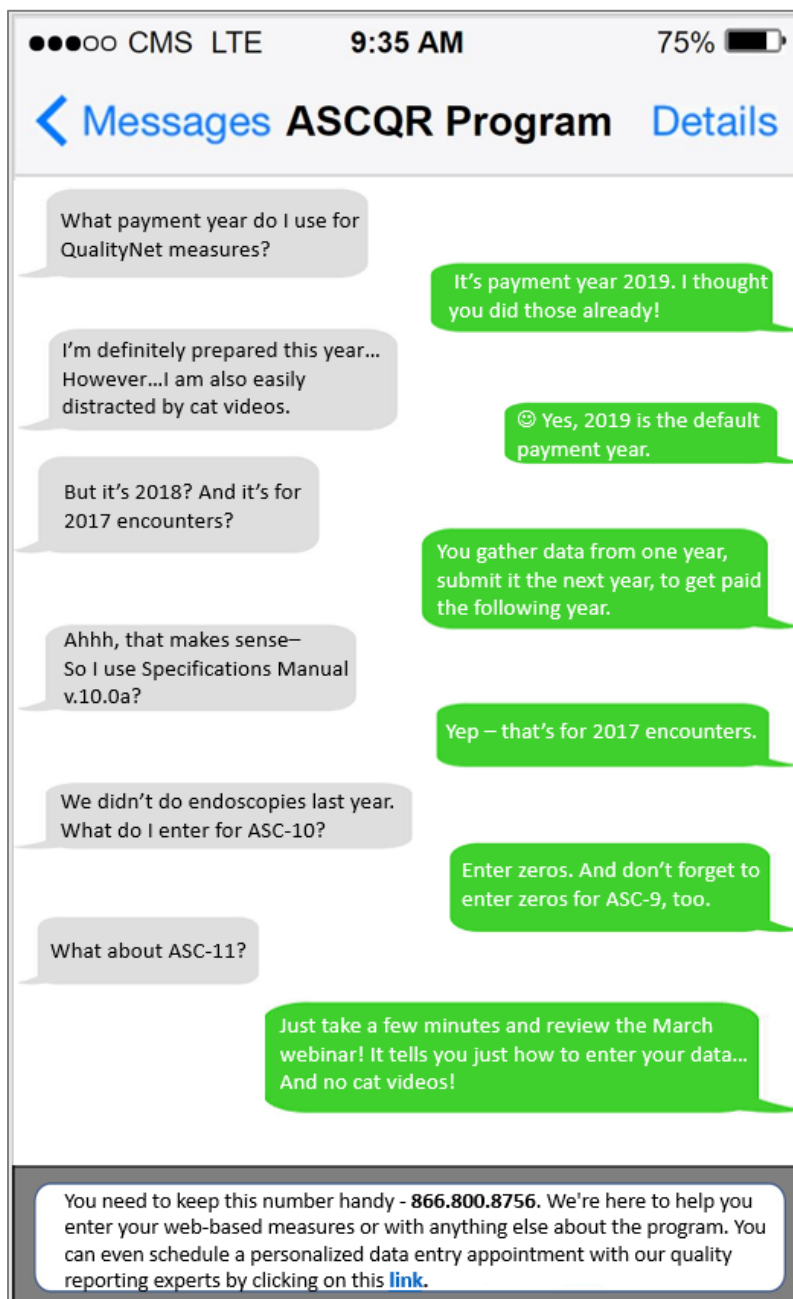 ●●●○○ CMS LTE 9:35 AM 75%
Messages ASCQR Program Details
What payment year do I use for
QualityNet measures?
It’s payment year 2019. I thought
you did those already!
I’m definitely prepared this year…
However…I am also easily
distracted by cat videos.
☺ Yes, 2019 is the default
payment year.
But it’s 2018? And it’s for
2017 encounters?
You gather data from one year,
submit it the next year, to get paid
the following year.
Ahhh, that makes sense–
So I use Specifications Manual
v.10.0a?
Yep – that’s for 2017 encounters.
We didn’t do endoscopies last year.
What do I enter for ASC-10?
Enter zeros. And don’t forget to
enter zeros for ASC-9, too.
What about ASC-11?
Just take a few minutes and review the March
webinar! It tells you just how to enter your data…
And no cat videos!
You need to keep this number handy - 866.800.8756. We're here to help you
enter your web-based measures or with anything else about the program. You
can even schedule a personalized data entry appointment with our quality
reporting experts by clicking on this link.